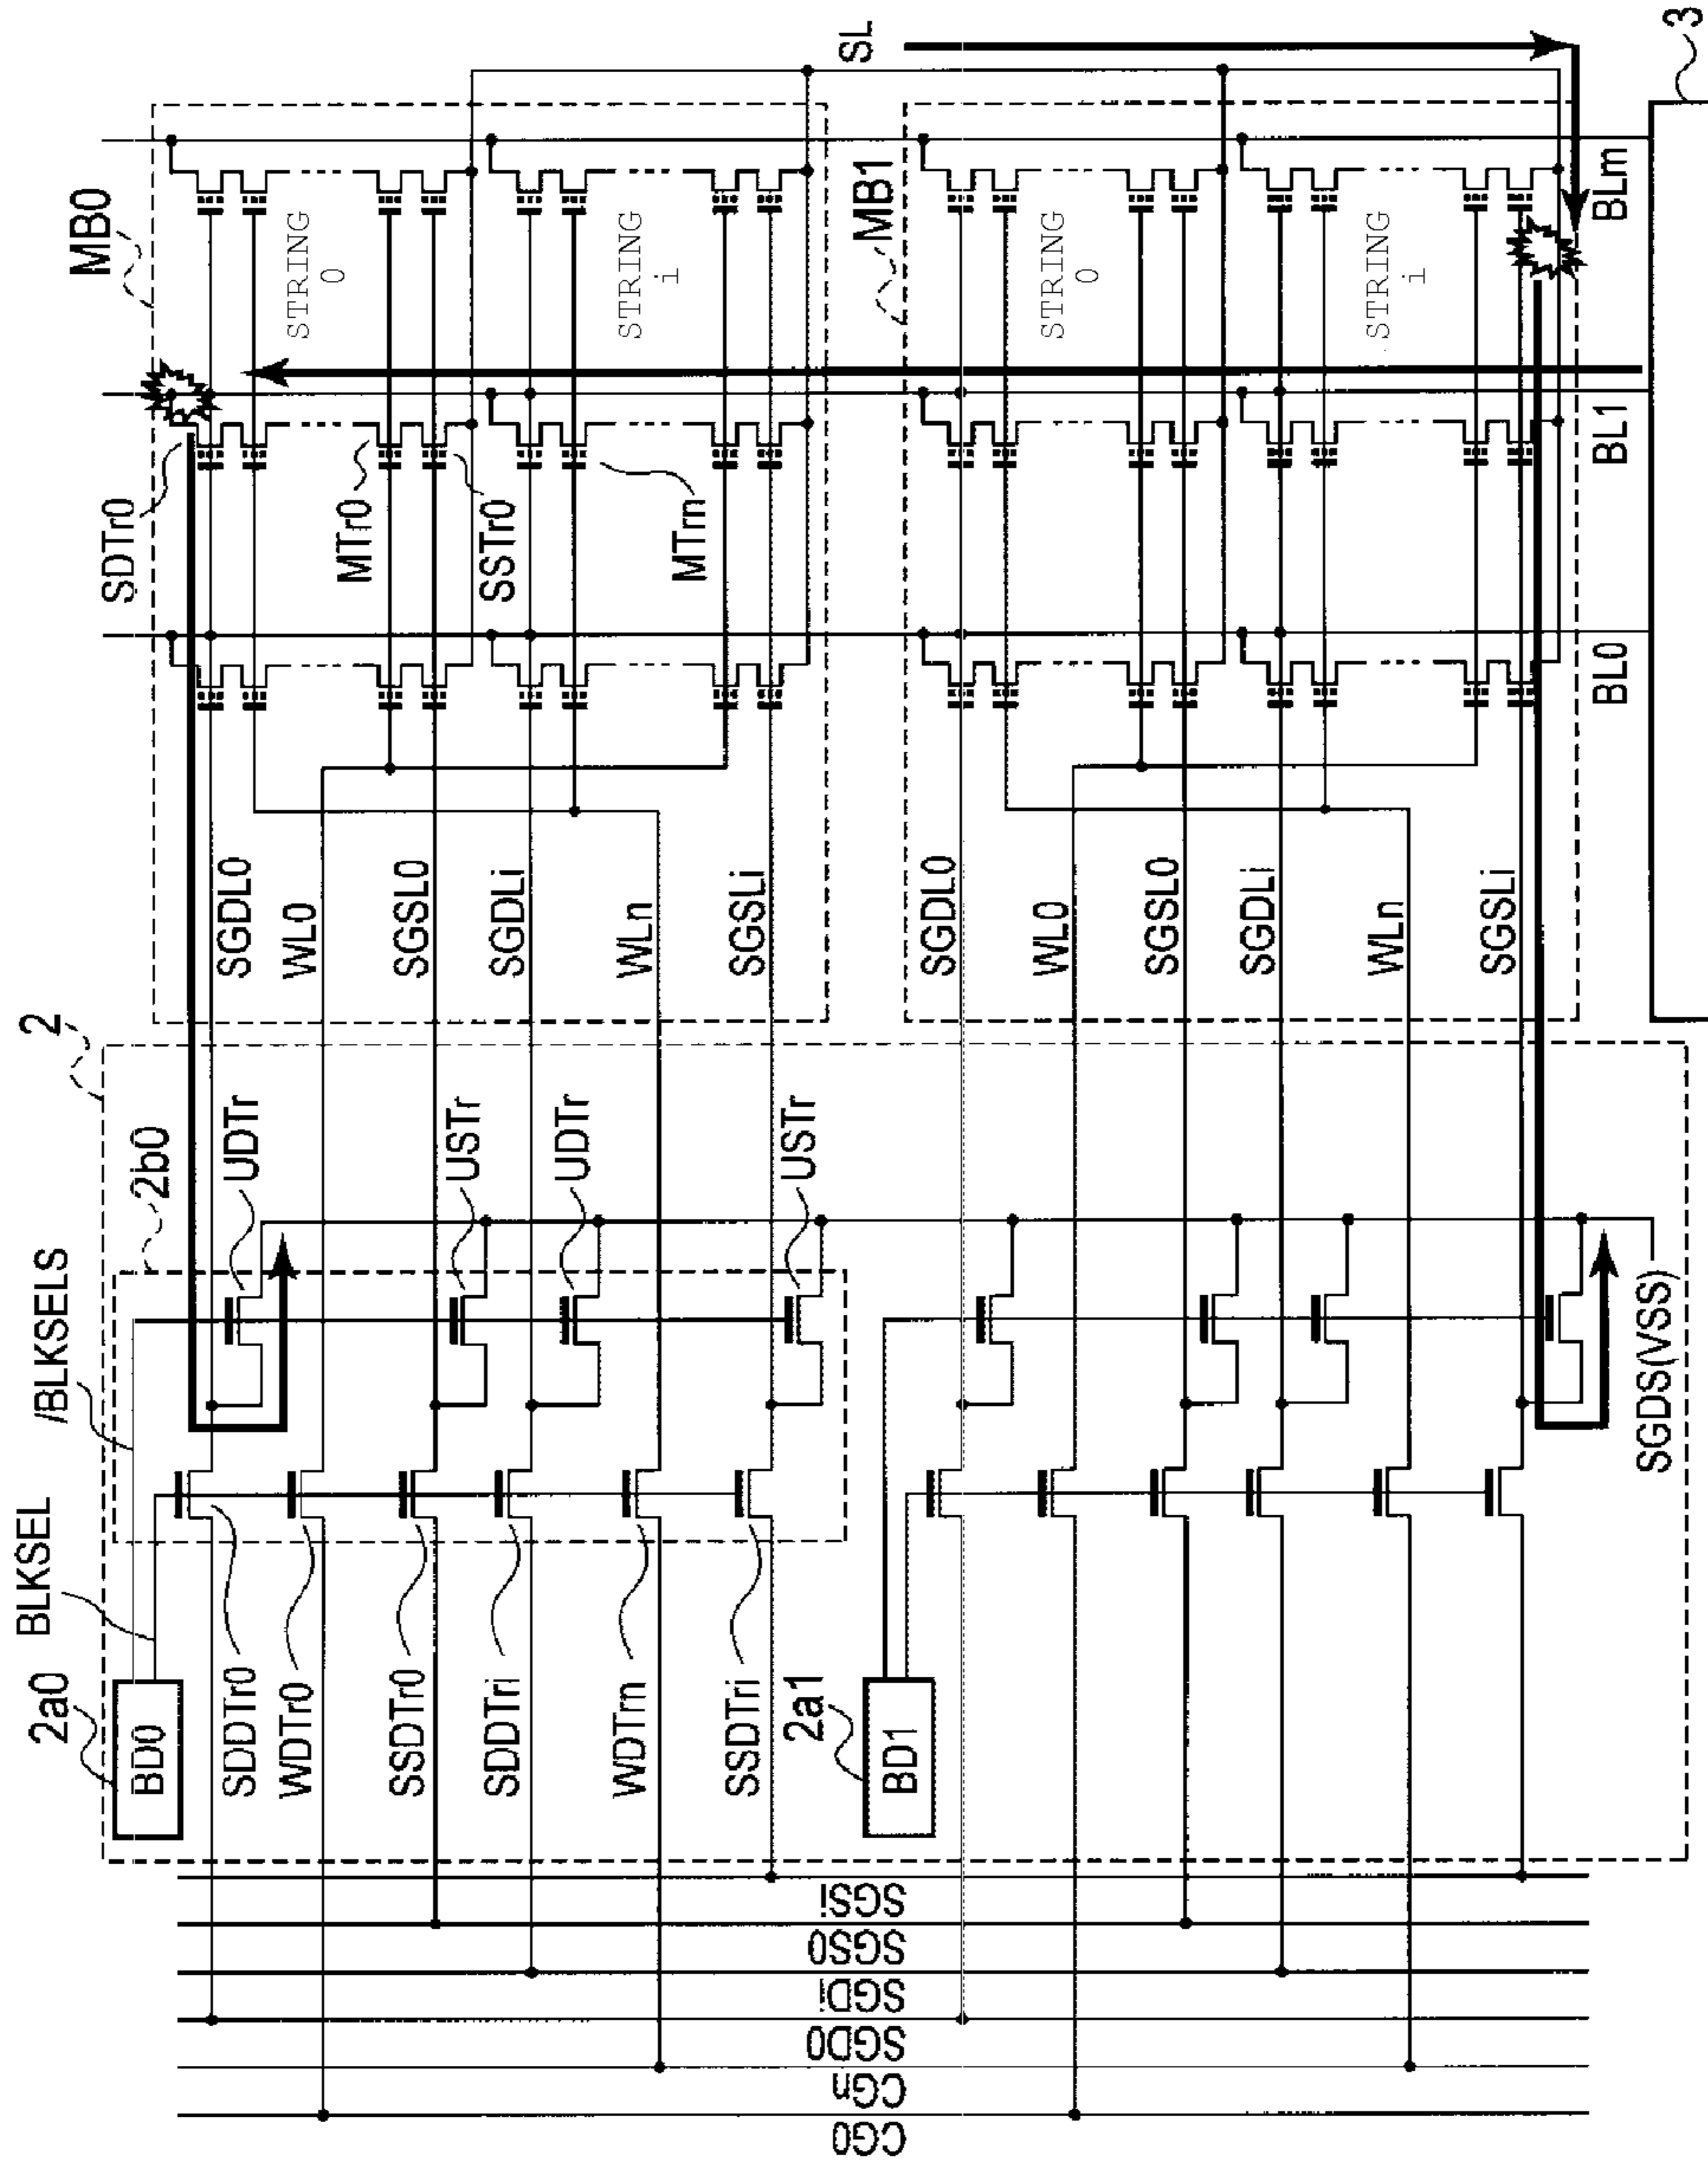 2
2a0
BLKSEL
/BLKSELS
2b0
MB0
BD0
SDDTr0
WDTr0
SSDTr0
SDDTri
WDTrn
SSDTri
UDTr
USTr
UDTr
USTr
SGDL0
WL0
SGSL0
SGDLi
WLn
SGSLi
SDTr0
MTr0
SSTr0
MTrn
STRING
0
STRING
i
SL
2a1
BD1
MB1
SGDL0
WL0
SGSL0
SGDLi
WLn
SGSLi
STRING
0
STRING
i
SGDS(VSS)
BL0
BL1
BLm
3
CG0
CGn
SGD0
SGDi
SGS0
SGSi